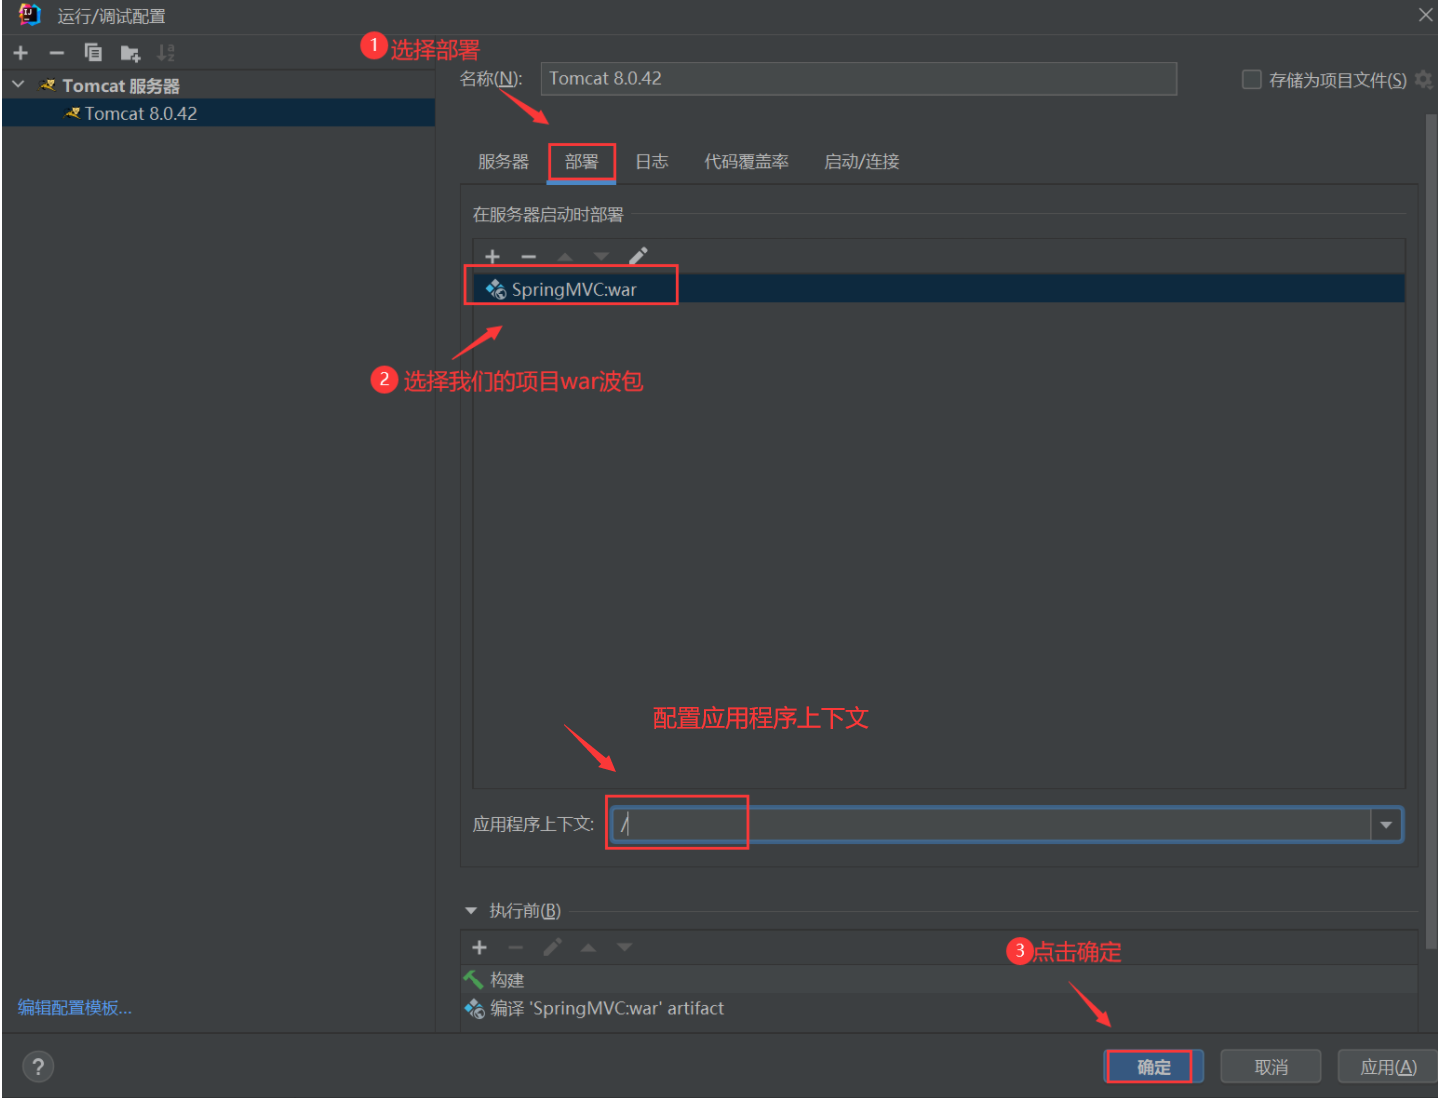 运行/调试配置
1 选择部署
名称(N): Tomcat 8.0.42
存储为项目文件(S)
Tomcat 服务器
Tomcat 8.0.42
服务器 部署 日志 代码覆盖率 启动/连接
在服务器启动时部署
SpringMVC:war
2 选择我们的项目war波包
配置应用程序上下文
应用程序上下文: /
执行前(B)
3 点击确定
构建
编译 'SpringMVC:war' artifact
编辑配置模板...
? 确定 取消 应用(A)